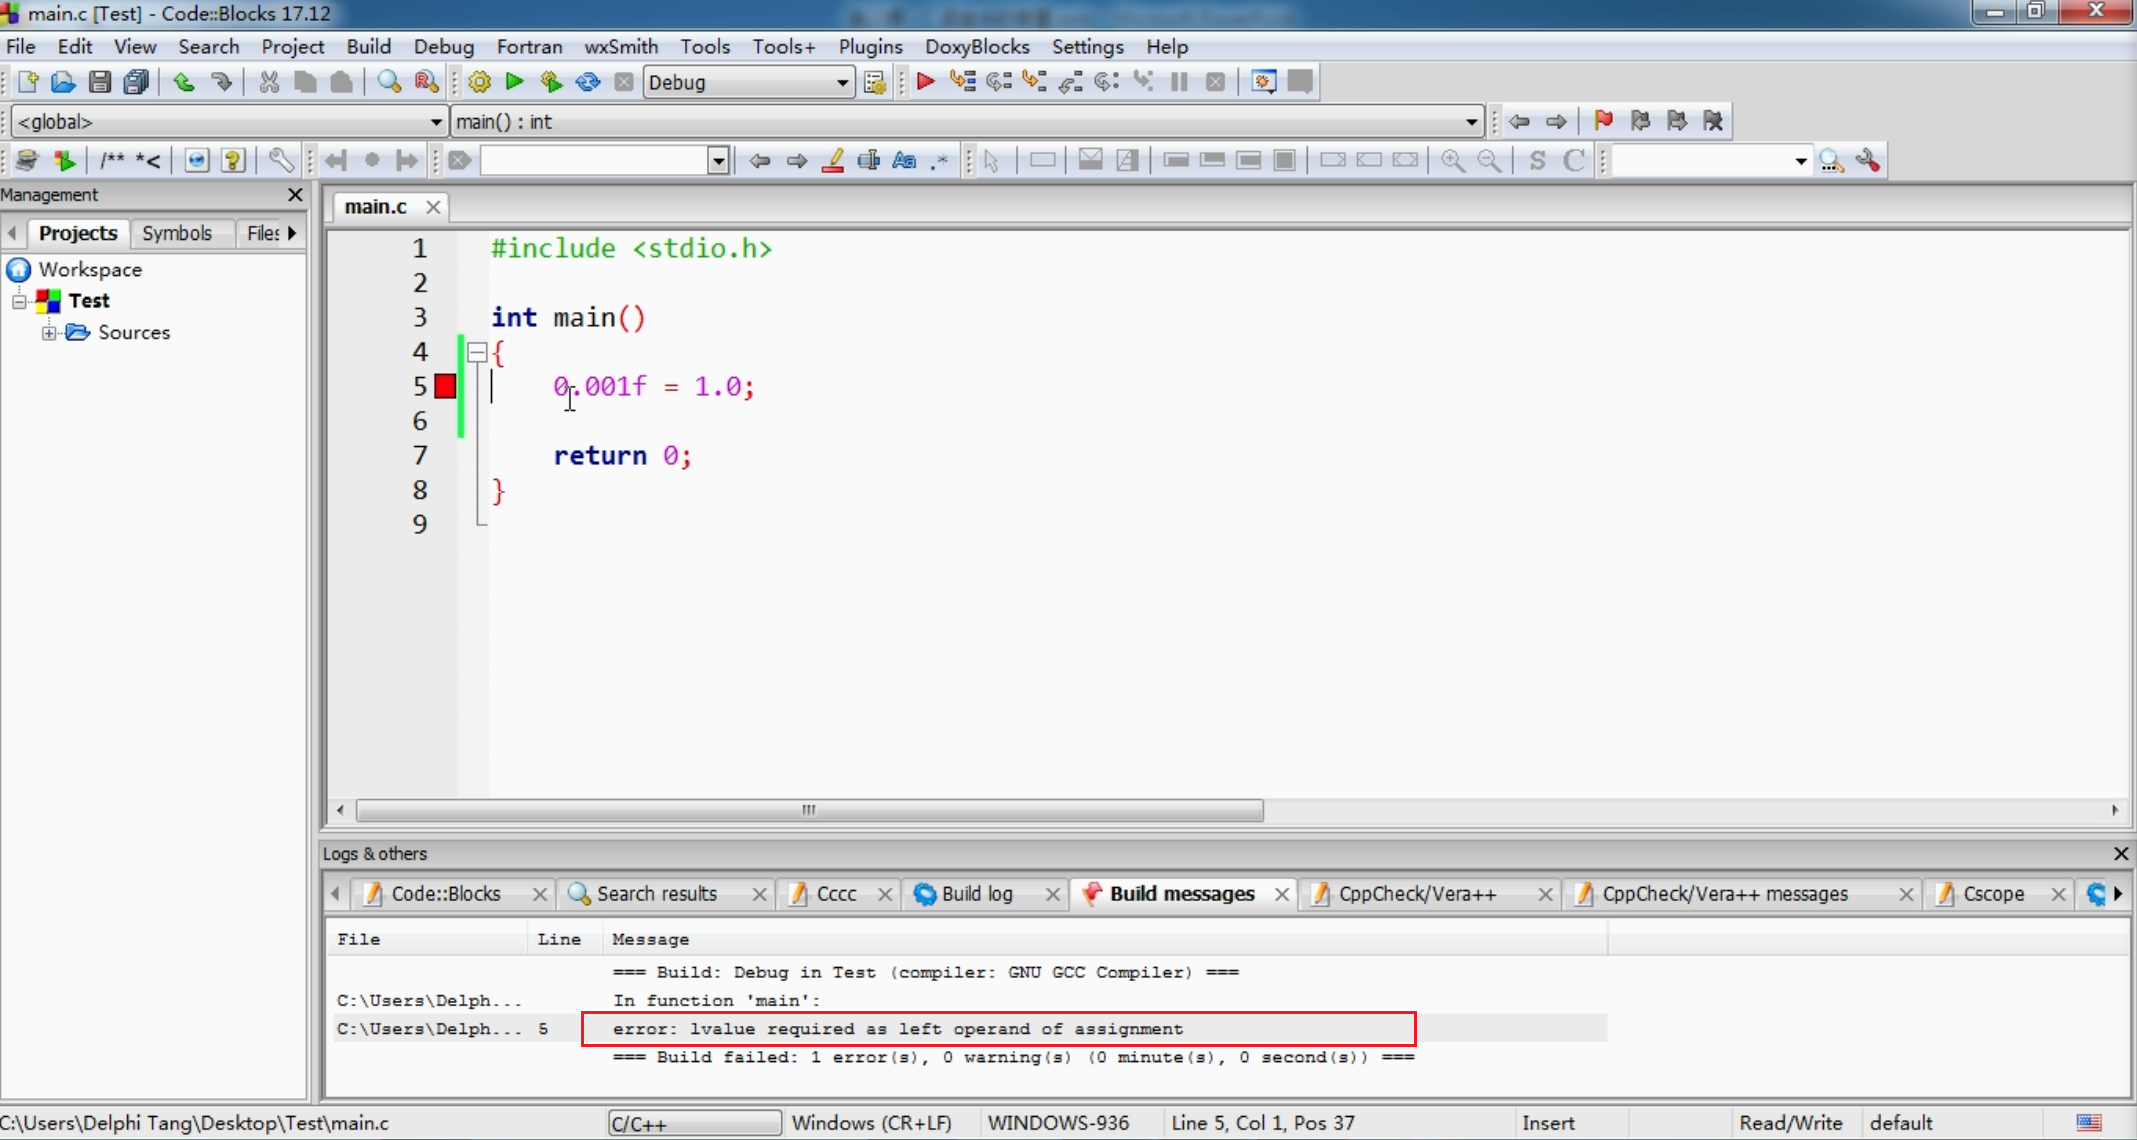 main.c [Test] - Code::Blocks 17.12
File Edit View Search Project Build Debug Fortran wxSmith Tools Tools+ Plugins DoxyBlocks Settings Help
Debug
<global> main() : int
/** *<
S C
Management
Projects Symbols Files
Workspace
Test
Sources
main.c
1 #include <stdio.h>
2
3 int main()
4 {
5 0.001f = 1.0;
6
7 return 0;
8 }
9
Logs & others
Code::Blocks Search results Cccc Build log Build messages CppCheck/Vera++ CppCheck/Vera++ messages Cscope
File Line Message
=== Build: Debug in Test (compiler: GNU GCC Compiler) ===
C:\Users\Delph... In function 'main':
C:\Users\Delph... 5 error: lvalue required as left operand of assignment
=== Build failed: 1 error(s), 0 warning(s) (0 minute(s), 0 second(s)) ===
C:\Users\Delphi Tang\Desktop\Test\main.c C/C++ Windows (CR+LF) WINDOWS-936 Line 5, Col 1, Pos 37 Insert Read/Write default